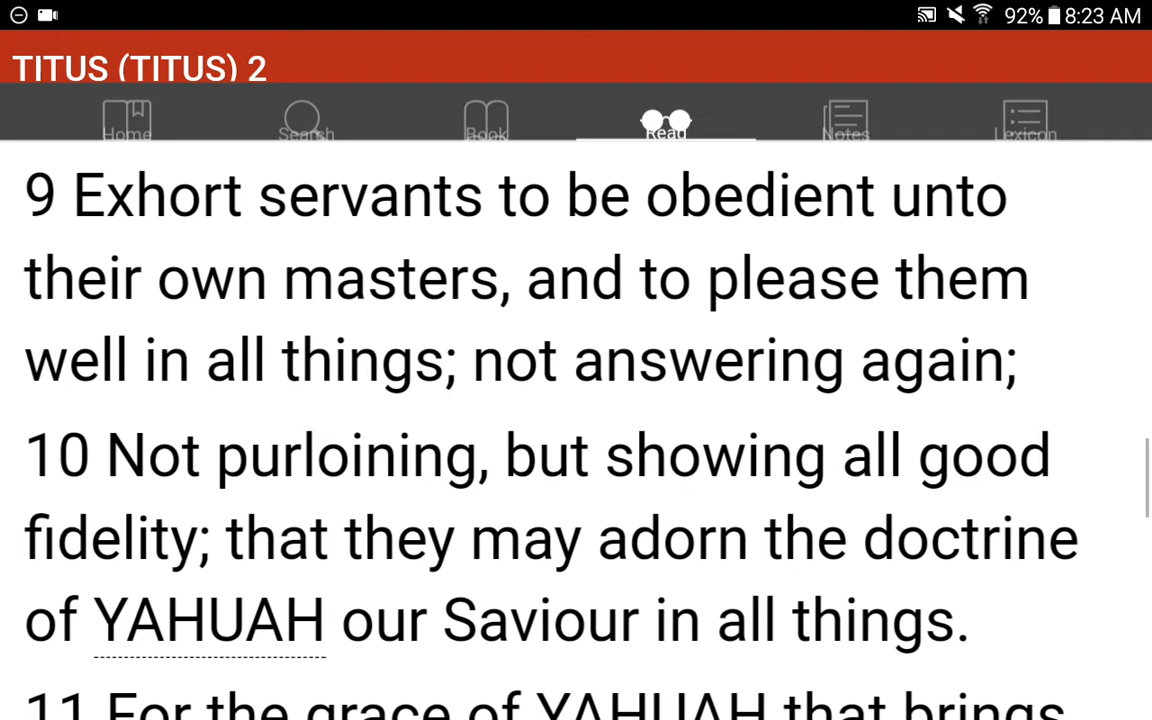 92% 8:23 AM
TITUS (TITUS) 2
Home Search Book Read Notes Lexicon
9 Exhort servants to be obedient unto
their own masters, and to please them
well in all things; not answering again;
10 Not purloining, but showing all good
fidelity; that they may adorn the doctrine
of YAHUAH our Saviour in all things.
11 For the grace of YAHUAH that brings